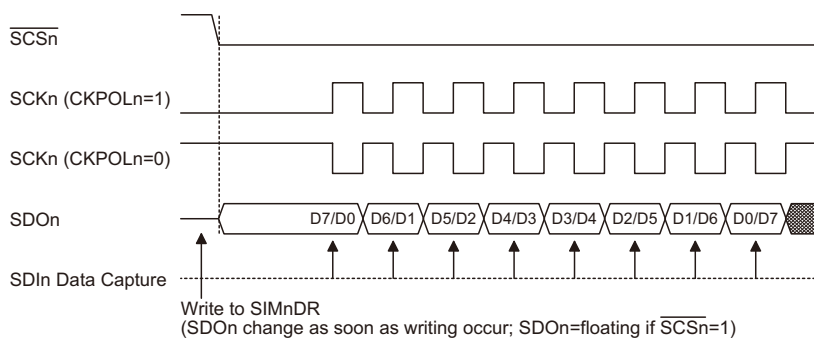 SCSn
SCKn (CKPOLn=1)
SCKn (CKPOLn=0)
SDOn D7/D0 D6/D1 D5/D2 D4/D3 D3/D4 D2/D5 D1/D6 D0/D7
SDIn Data Capture
Write to SIMnDR
(SDOn change as soon as writing occur; SDOn=floating if SCSn=1)